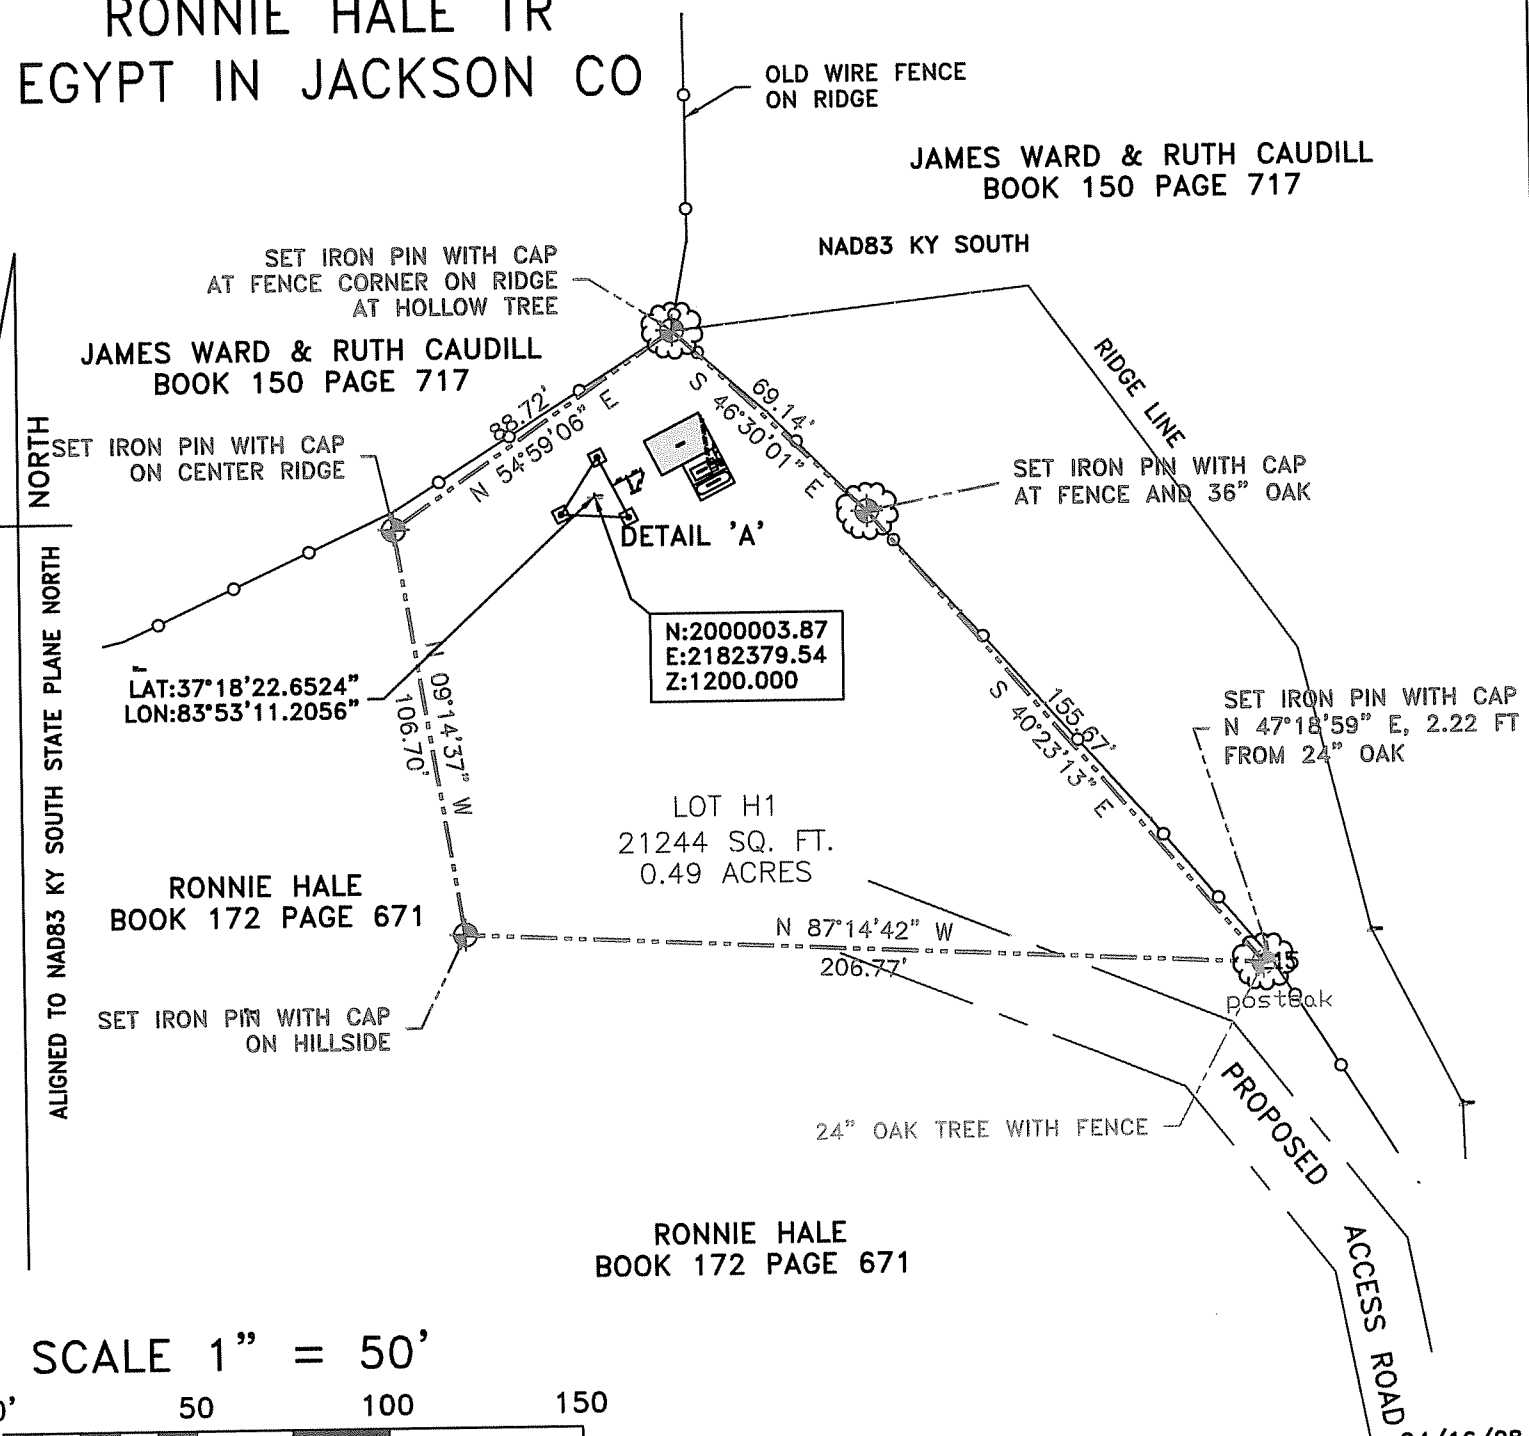 RONNIE HALE TR
EGYPT IN JACKSON CO
OLD WIRE FENCE
ON RIDGE
JAMES WARD & RUTH CAUDILL
BOOK 150 PAGE 717
NAD83 KY SOUTH
SET IRON PIN WITH CAP
AT FENCE CORNER ON RIDGE
AT HOLLOW TREE
JAMES WARD & RUTH CAUDILL
BOOK 150 PAGE 717
RIDGE LINE
88.72'
N 54°59'06" E
69.14'
S 46°30'01" E
NORTH
SET IRON PIN WITH CAP
ON CENTER RIDGE
SET IRON PIN WITH CAP
AT FENCE AND 36" OAK
DETAIL 'A'
ALIGNED TO NAD83 KY SOUTH STATE PLANE NORTH
N:2000003.87
E:2182379.54
Z:1200.000
LAT:37°18'22.6524"
LON:83°53'11.2056"
N 09°14'37" W
106.70'
155.67'
S 40°23'13" E
SET IRON PIN WITH CAP
N 47°18'59" E, 2.22 FT
FROM 24" OAK
LOT H1
21244 SQ. FT.
0.49 ACRES
RONNIE HALE
BOOK 172 PAGE 671
N 87°14'42" W
206.77'
15
postoak
SET IRON PIN WITH CAP
ON HILLSIDE
24" OAK TREE WITH FENCE
PROPOSED
ACCESS ROAD
RONNIE HALE
BOOK 172 PAGE 671
SCALE 1" = 50'
0' 50 100 150